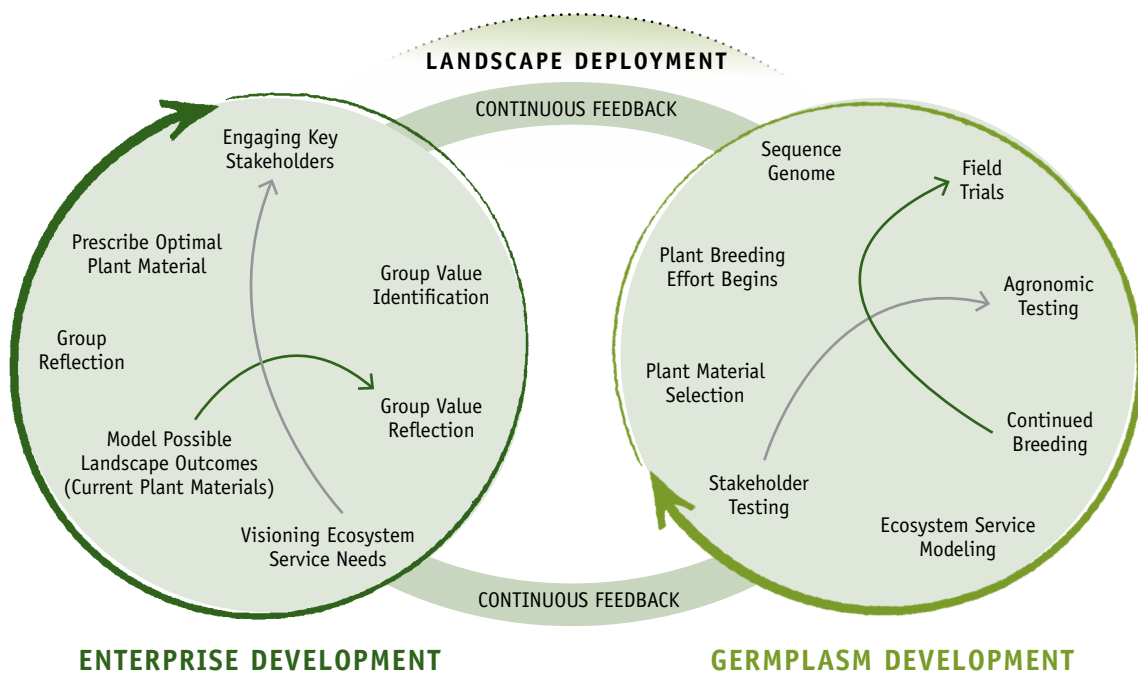 LANDSCAPE DEPLOYMENT
CONTINUOUS FEEDBACK
Engaging Key
Stakeholders
Prescribe Optimal
Plant Material
Group Value
Identification
Group
Reflection
Group Value
Reflection
Model Possible
Landscape Outcomes
(Current Plant Materials)
Visioning Ecosystem
Service Needs
Sequence
Genome
Field
Trials
Plant Breeding
Effort Begins
Agronomic
Testing
Plant Material
Selection
Continued
Breeding
Stakeholder
Testing
Ecosystem Service
Modeling
CONTINUOUS FEEDBACK
ENTERPRISE DEVELOPMENT
GERMPLASM DEVELOPMENT